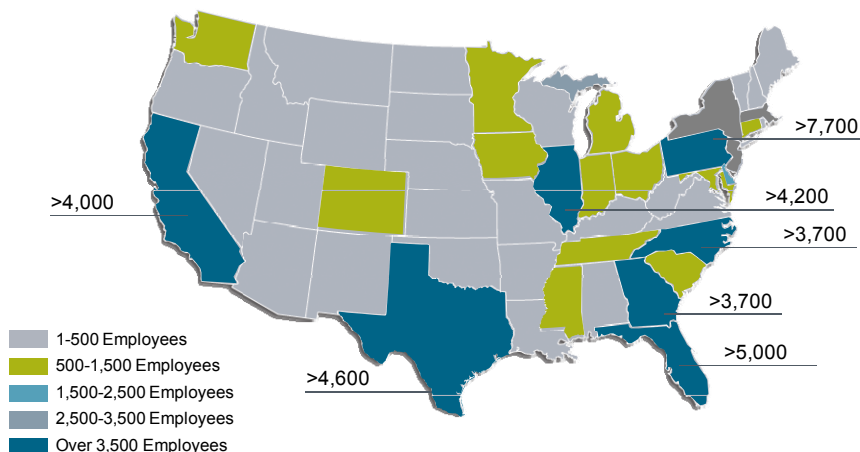 >7,700
>4,000
>4,200
>3,700
>3,700
>5,000
>4,600
1-500 Employees
500-1,500 Employees
1,500-2,500 Employees
2,500-3,500 Employees
Over 3,500 Employees